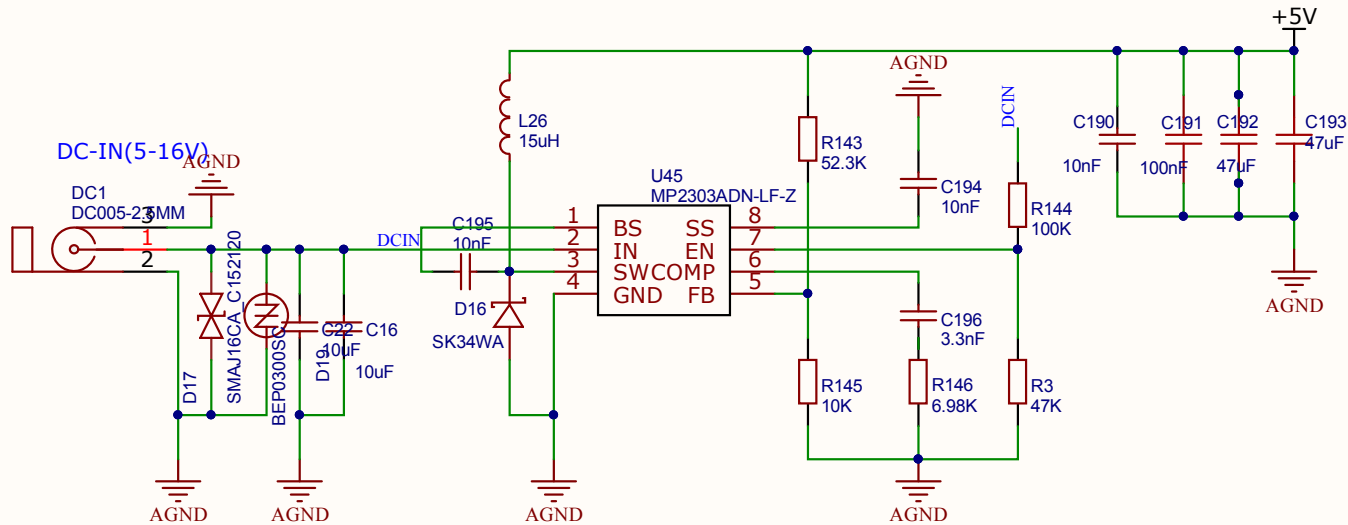 +5V
AGND
DCIN
L26
15uH
R143
52.3K
C190
10nF
C191
100nF
C192
47uF
C193
47uF
DC-IN(5-16V)
AGND
DC1
DC005-2.5MM
3
1
2
U45
MP2303ADN-LF-Z
C194
10nF
R144
100K
C195
10nF
DCIN
1
2
3
4
BS
IN
SW
GND
SS
EN
COMP
FB
8
7
6
5
D16
SK34WA
C196
3.3nF
AGND
D17
SMAJ16CA_C152120
BEP0300SC
D19
C22
10uF
C16
10uF
R145
10K
R146
6.98K
R3
47K
AGND
AGND
AGND
AGND